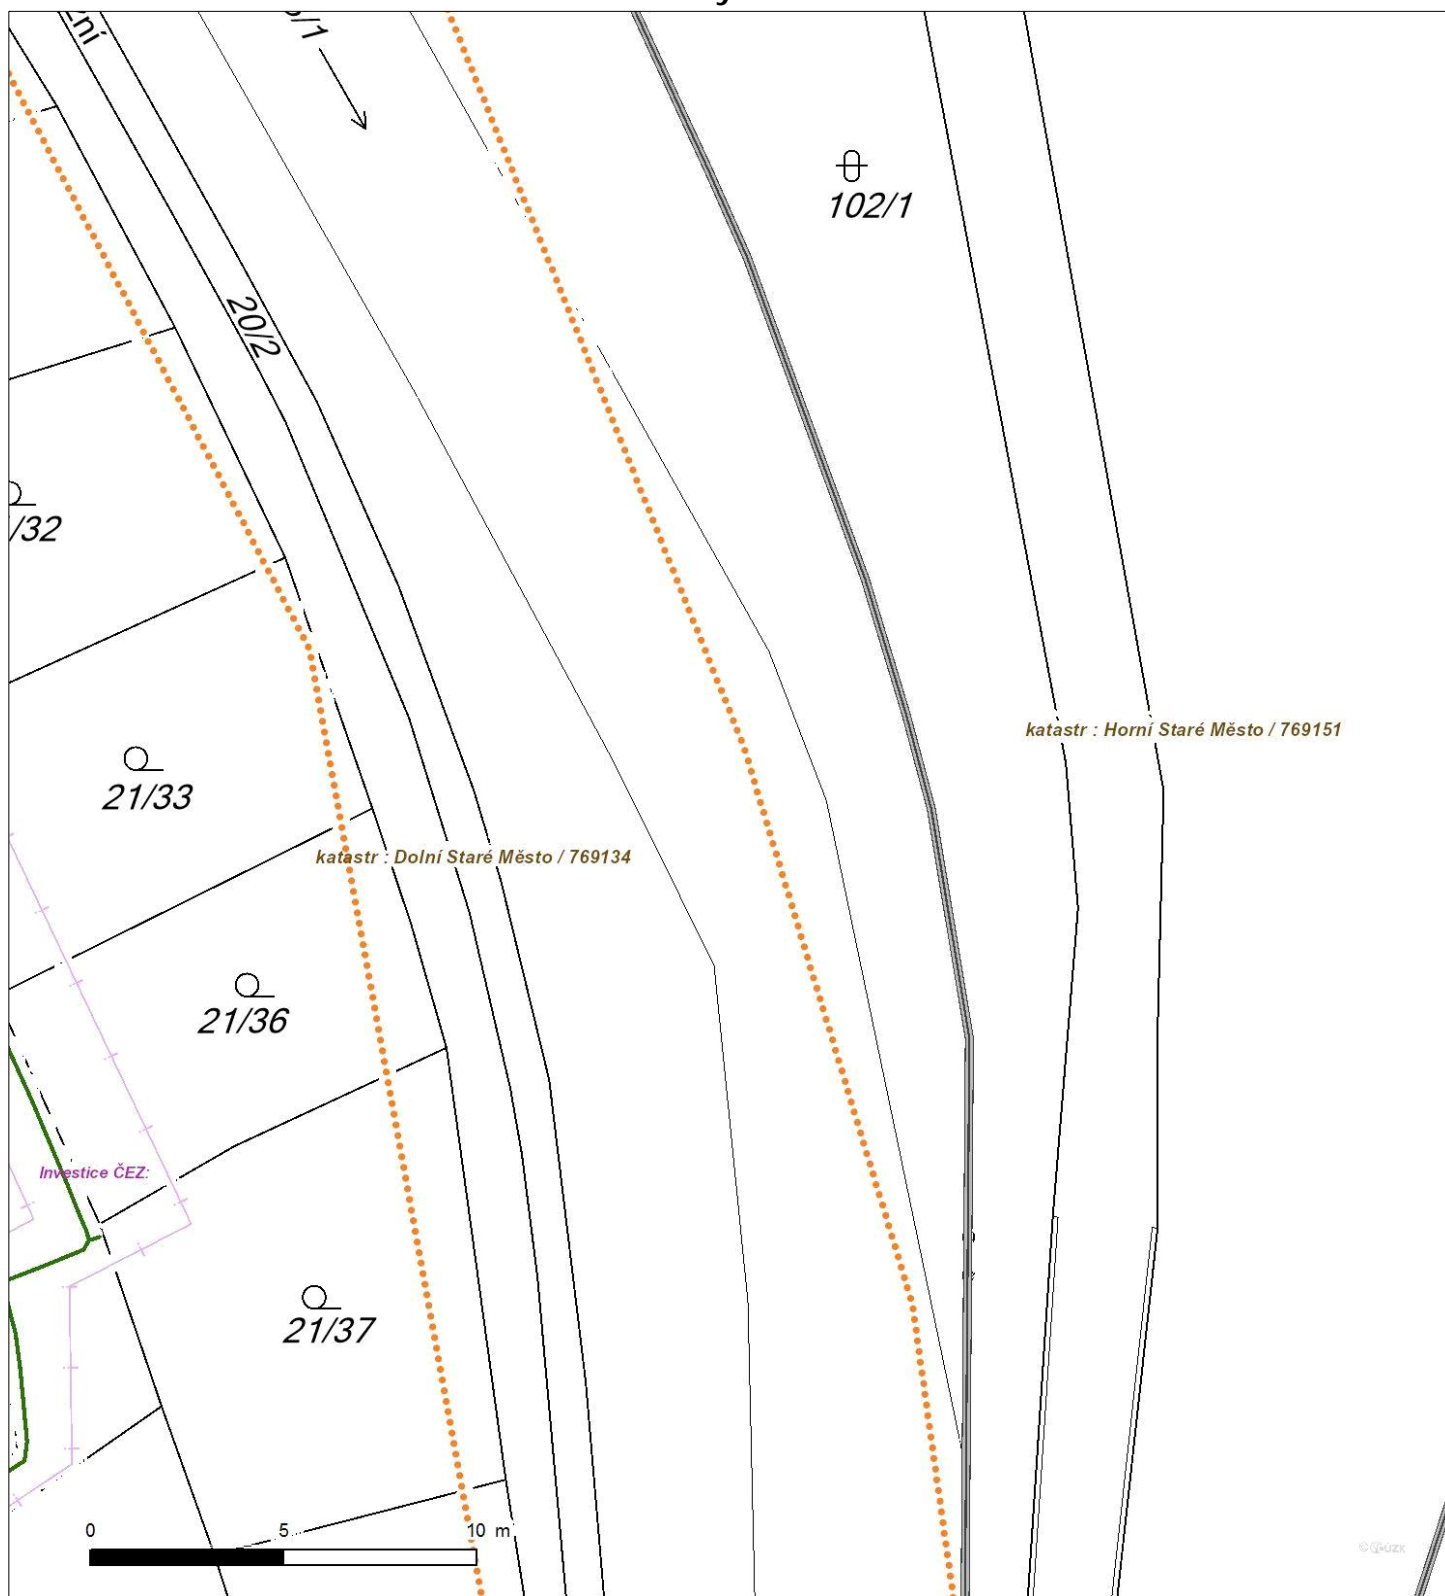 102/1
20/2
/32
katastr : Horní Staré Město / 769151
21/33
katastr : Dolní Staré Město / 769134
21/36
Investice ČEZ:
21/37
0 5 10 m